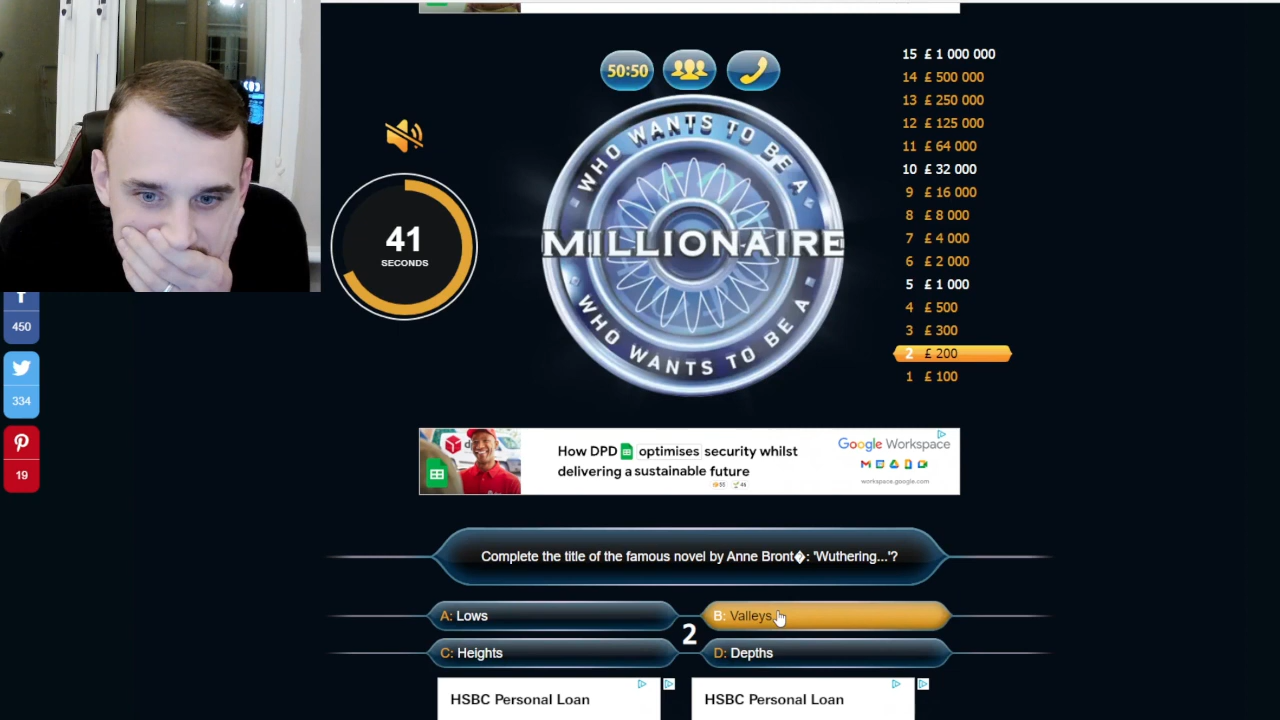 50:50
15 £ 1 000 000
14 £ 500 000
13 £ 250 000
12 £ 125 000
11 £ 64 000
10 £ 32 000
9 £ 16 000
8 £ 8 000
7 £ 4 000
6 £ 2 000
5 £ 1 000
4 £ 500
3 £ 300
2 £ 200
1 £ 100
41
SECONDS
WHO WANTS TO BE A
MILLIONAIRE
WHO WANTS TO BE A
450
334
19
How DPD optimises security whilst
delivering a sustainable future
Google Workspace
workspace.google.com
Complete the title of the famous novel by Anne Bront�: 'Wuthering...'?
A: Lows
B: Valleys
2
C: Heights
D: Depths
HSBC Personal Loan
HSBC Personal Loan